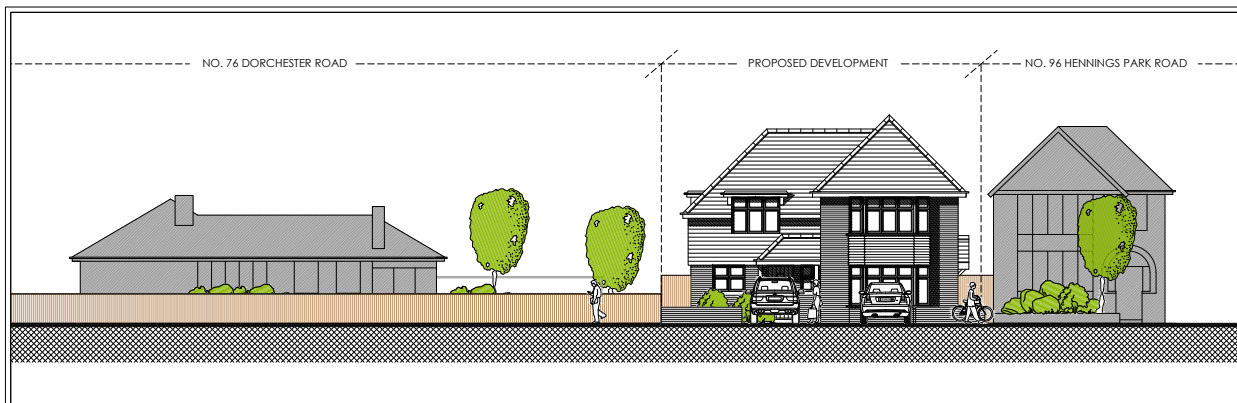 NO. 76 DORCHESTER ROAD
PROPOSED DEVELOPMENT
NO. 96 HENNINGS PARK ROAD